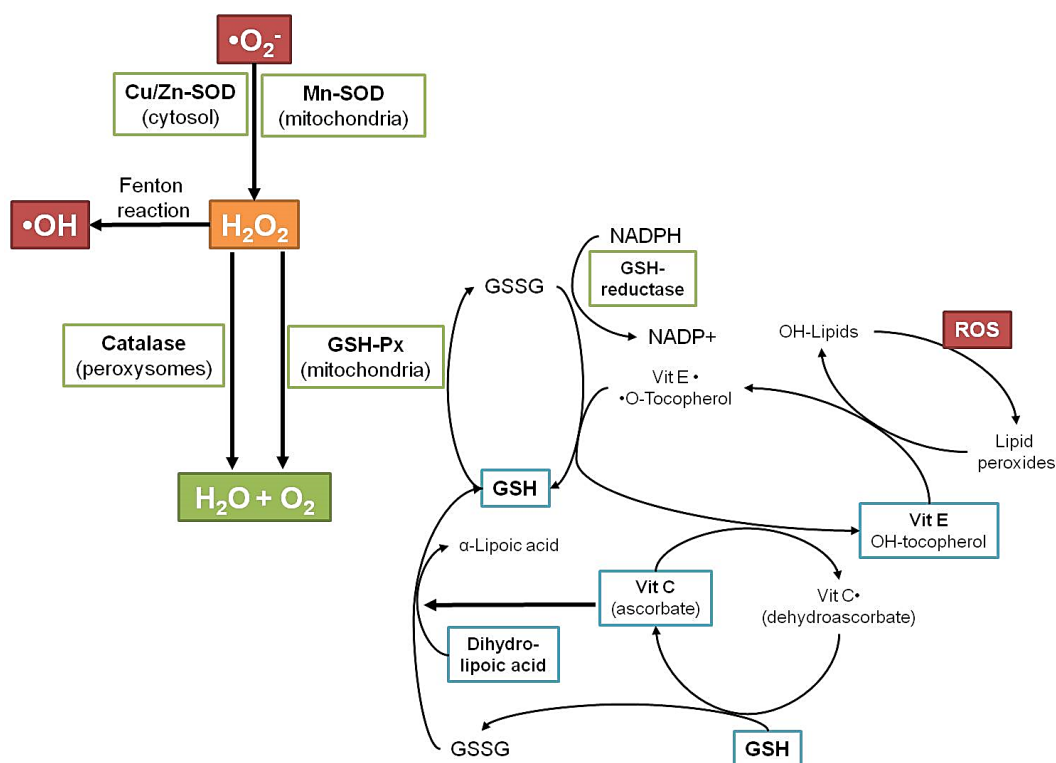 •O₂⁻
Cu/Zn-SOD
(cytosol)
Mn-SOD
(mitochondria)
Fenton
reaction
•OH
H₂O₂
Catalase
(peroxysomes)
GSH-Px
(mitochondria)
H₂O + O₂
NADPH
GSH-
reductase
GSSG
NADP+
Vit E •
•O-Tocopherol
OH-Lipids
ROS
Lipid
peroxides
GSH
Vit E
OH-tocopherol
α-Lipoic acid
Vit C
(ascorbate)
Vit C•
(dehydroascorbate)
Dihydro-
lipoic acid
GSSG
GSH